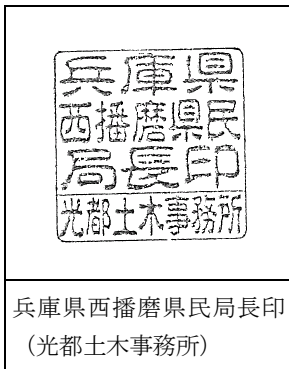 兵庫県
西播磨県民
局長印
光都土木事務所
兵庫県西播磨県民局長印
（光都土木事務所）